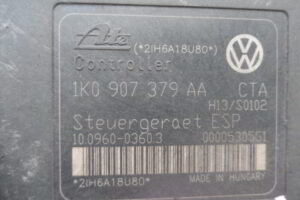 Ate (*2IH6A18U80*)
Controller
1K0 907 379 AA CTA
H13/S0102
Steuergeraet ESP
10.0960-0360.3 00005305G1
*2IH6A18U80*
MADE IN HUNGARY